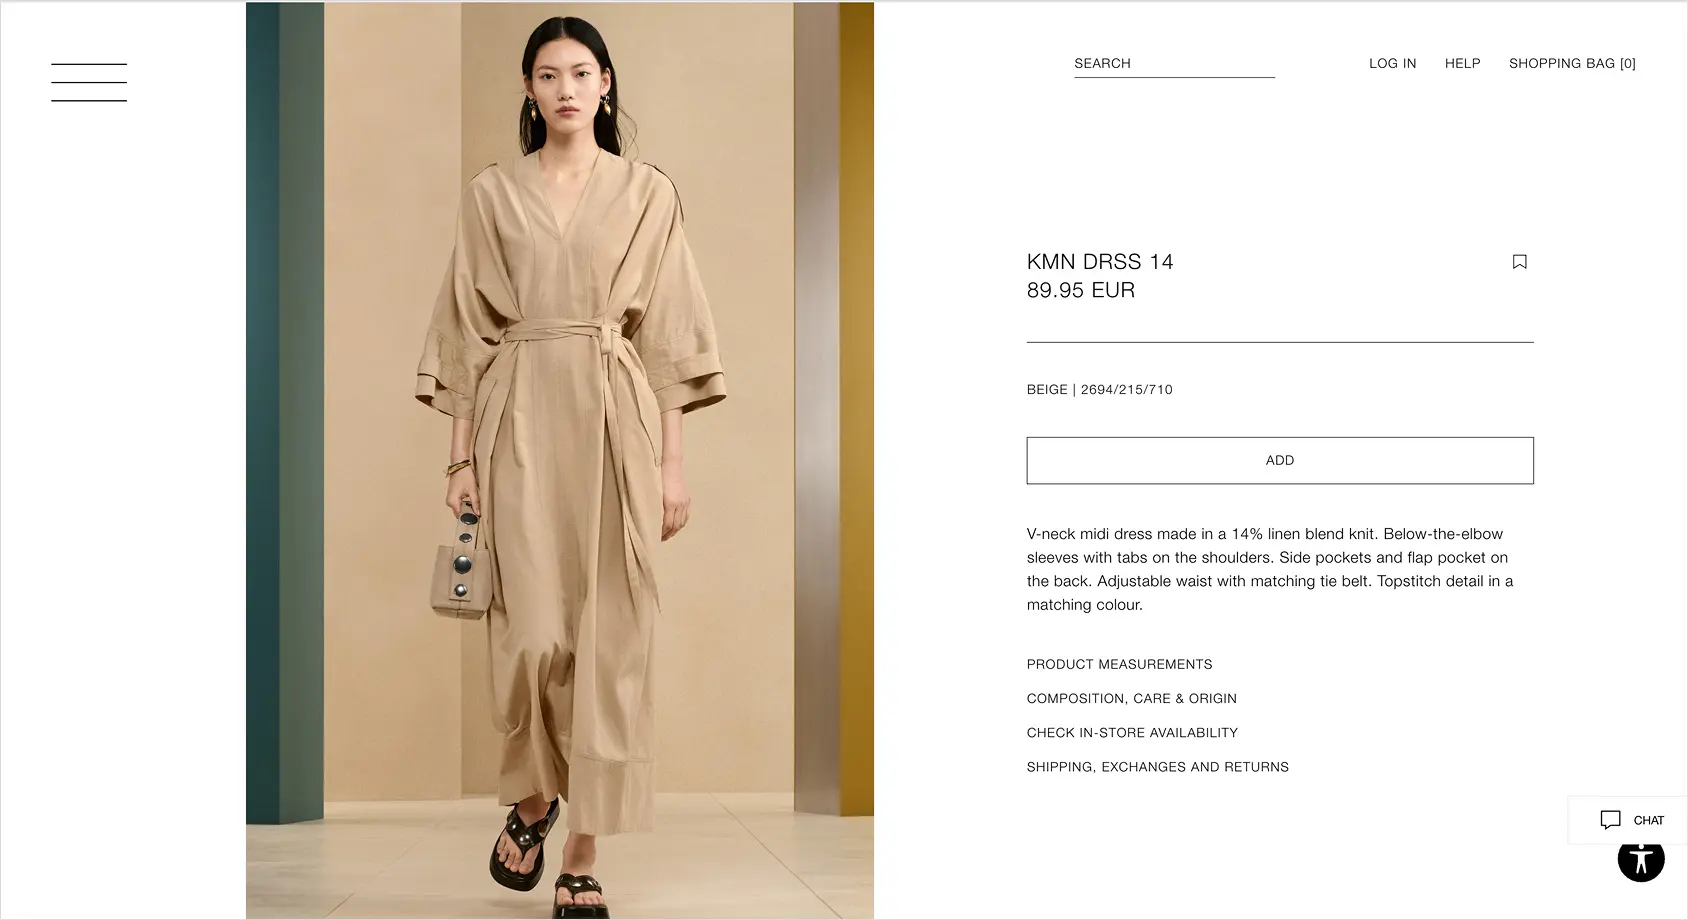 SEARCH
LOG IN
HELP
SHOPPING BAG [0]
KMN DRSS 14
89.95 EUR
BEIGE | 2694/215/710
ADD
V-neck midi dress made in a 14% linen blend knit. Below-the-elbow
sleeves with tabs on the shoulders. Side pockets and flap pocket on
the back. Adjustable waist with matching tie belt. Topstitch detail in a
matching colour.
PRODUCT MEASUREMENTS
COMPOSITION, CARE & ORIGIN
CHECK IN-STORE AVAILABILITY
SHIPPING, EXCHANGES AND RETURNS
CHAT